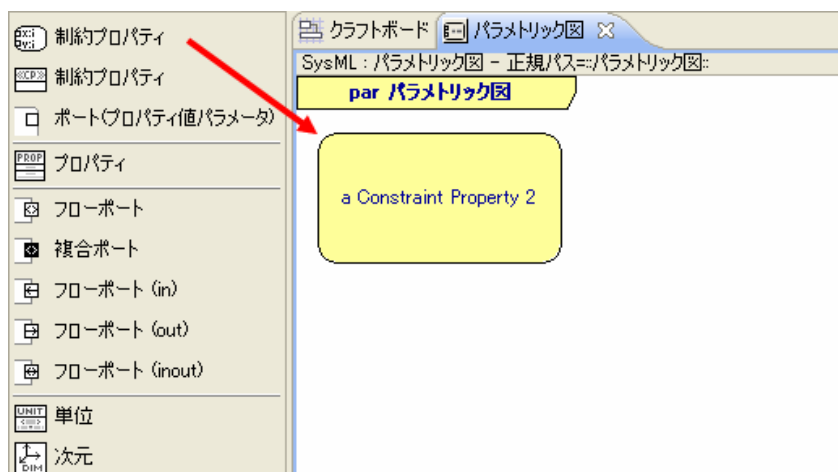 制約プロパティ
«CP»
制約プロパティ
ポート(プロパティ値パラメータ)
PROP
プロパティ
フローポート
複合ポート
フローポート (in)
フローポート (out)
フローポート (inout)
UNIT
単位
DIM
次元
クラフトボード
パラメトリック図
SysML : パラメトリック図 - 正規パス=::パラメトリック図::
par パラメトリック図
a Constraint Property 2